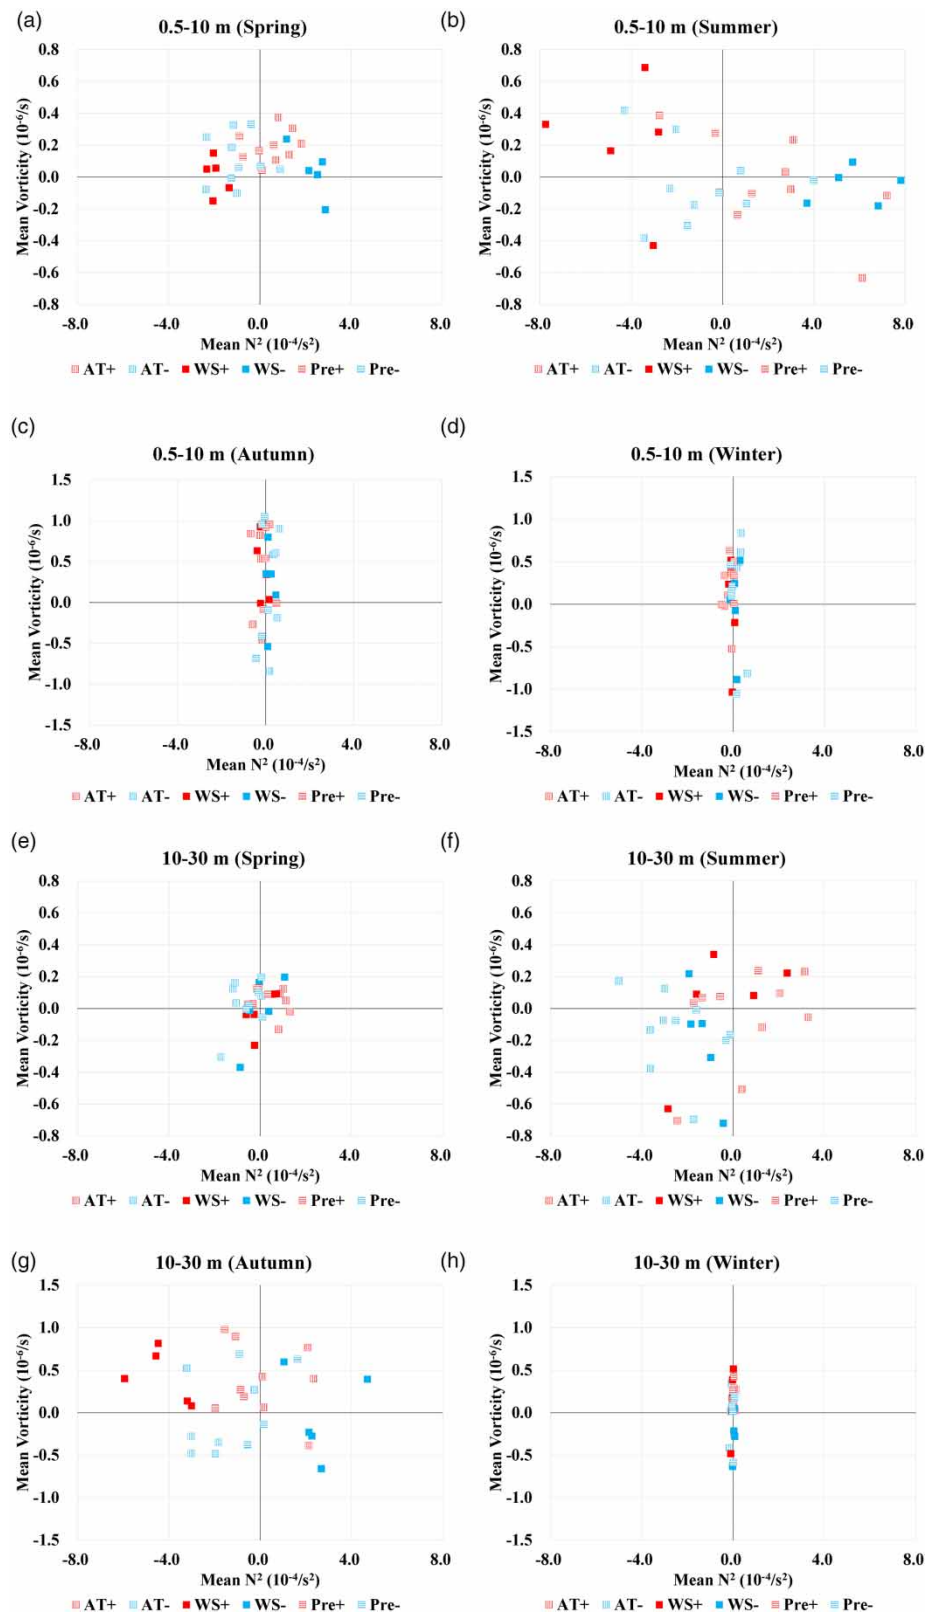 (a)
0.5-10 m (Spring)
0.8
0.6
0.4
0.2
0.0
-0.2
-0.4
-0.6
-0.8
Mean Vorticity (10⁻⁶/s)
-8.0 -4.0 0.0 4.0 8.0
Mean N² (10⁻⁴/s²)
AT+ AT- WS+ WS- Pre+ Pre-
(b)
0.5-10 m (Summer)
0.8
0.6
0.4
0.2
0.0
-0.2
-0.4
-0.6
-0.8
Mean Vorticity (10⁻⁶/s)
-8.0 -4.0 0.0 4.0 8.0
Mean N² (10⁻⁴/s²)
AT+ AT- WS+ WS- Pre+ Pre-
(c)
0.5-10 m (Autumn)
1.5
1.0
0.5
0.0
-0.5
-1.0
-1.5
Mean Vorticity (10⁻⁶/s)
-8.0 -4.0 0.0 4.0 8.0
Mean N² (10⁻⁴/s²)
AT+ AT- WS+ WS- Pre+ Pre-
(d)
0.5-10 m (Winter)
1.5
1.0
0.5
0.0
-0.5
-1.0
-1.5
Mean Vorticity (10⁻⁶/s)
-8.0 -4.0 0.0 4.0 8.0
Mean N² (10⁻⁴/s²)
AT+ AT- WS+ WS- Pre+ Pre-
(e)
10-30 m (Spring)
0.8
0.6
0.4
0.2
0.0
-0.2
-0.4
-0.6
-0.8
Mean Vorticity (10⁻⁶/s)
-8.0 -4.0 0.0 4.0 8.0
Mean N² (10⁻⁴/s²)
AT+ AT- WS+ WS- Pre+ Pre-
(f)
10-30 m (Summer)
0.8
0.6
0.4
0.2
0.0
-0.2
-0.4
-0.6
-0.8
Mean Vorticity (10⁻⁶/s)
-8.0 -4.0 0.0 4.0 8.0
Mean N² (10⁻⁴/s²)
AT+ AT- WS+ WS- Pre+ Pre-
(g)
10-30 m (Autumn)
1.5
1.0
0.5
0.0
-0.5
-1.0
-1.5
Mean Vorticity (10⁻⁶/s)
-8.0 -4.0 0.0 4.0 8.0
Mean N² (10⁻⁴/s²)
AT+ AT- WS+ WS- Pre+ Pre-
(h)
10-30 m (Winter)
1.5
1.0
0.5
0.0
-0.5
-1.0
-1.5
Mean Vorticity (10⁻⁶/s)
-8.0 -4.0 0.0 4.0 8.0
Mean N² (10⁻⁴/s²)
AT+ AT- WS+ WS- Pre+ Pre-